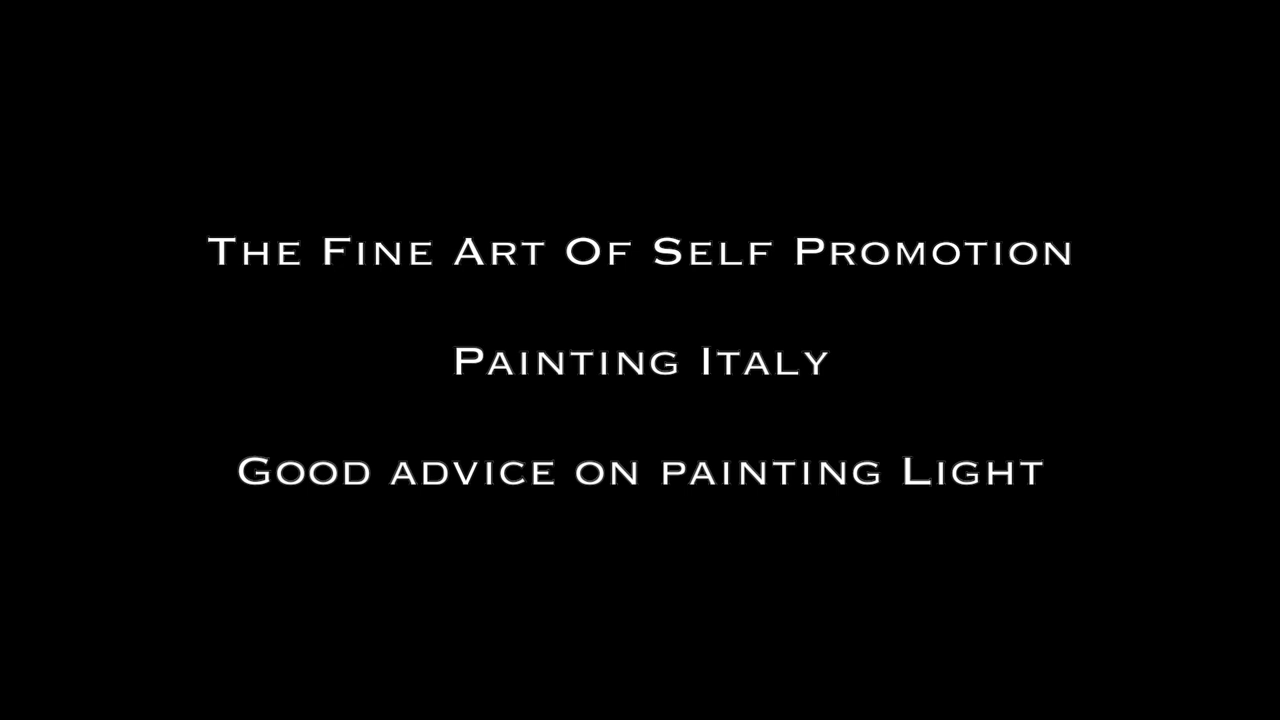 The Fine Art Of Self Promotion
Painting Italy
Good advice on painting Light